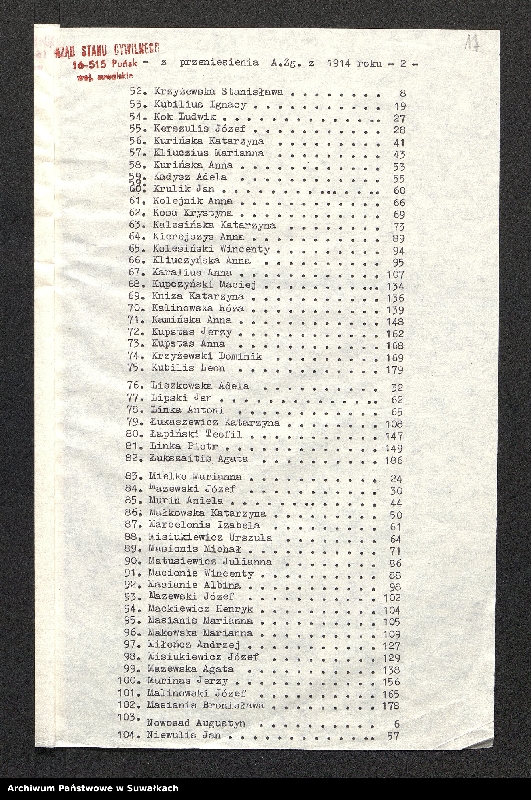 URZĄD STANU CYWILNEGO
16-515 Puńsk
woj. suwalskie
17
- z przeniesienia A.Zg. z 1914 roku - 2 -
52. Krzyżewska Stanisława . . . . . . . . 8
53. Kubilius Ignacy . . . . . . . . . . . 19
54. Kok Ludwik . . . . . . . . . . . . . 27
55. Kerszulis Józef . . . . . . . . . . . 28
56. Kurińska Katarzyna . . . . . . . . . 41
57. Kliuczius Marianna . . . . . . . . . 43
58. Kurińska Anna . . . . . . . . . . . . 53
59. Kadysz Adela . . . . . . . . . . . . 55
60. Krulik Jan . . . . . . . . . . . . . 60
61. Kolejnik Anna . . . . . . . . . . . . 66
62. Kobo Krystyna . . . . . . . . . . . . 69
63. Kalesińska Katarzyna . . . . . . . . 73
64. Kierejszys Anna . . . . . . . . . . . 89
65. Kolesiński Wincenty . . . . . . . . . 94
66. Kliuczyńska Anna . . . . . . . . . . 95
67. Karalius Anna . . . . . . . . . . . . 107
68. Kupczyński Maciej . . . . . . . . . . 134
69. Kniza Katarzyna . . . . . . . . . . . 136
70. Kalinowska Róża . . . . . . . . . . . 139
71. Kamińska Anna . . . . . . . . . . . . 148
72. Kupstas Jerzy . . . . . . . . . . . . 162
73. Kupstas Anna . . . . . . . . . . . . 168
74. Krzyżewski Dominik . . . . . . . . . 169
75. Kubilis Leon . . . . . . . . . . . . 179
76. Liszkowska Adela . . . . . . . . . . 32
77. Lipski Jan . . . . . . . . . . . . . 62
78. Linka Antoni . . . . . . . . . . . . 65
79. Łukaszewicz Katarzyna . . . . . . . . 108
80. Łapiński Teofil . . . . . . . . . . . 147
81. Linka Piotr . . . . . . . . . . . . . 149
82. Łukszaitis Agata . . . . . . . . . . 186
83. Mielko Marianna . . . . . . . . . . . 24
84. Mazewski Józef . . . . . . . . . . . 30
85. Murin Aniela . . . . . . . . . . . . 44
86. Małkowska Katarzyna . . . . . . . . . 50
87. Marcelonis Izabela . . . . . . . . . 61
88. Misiukiewicz Urszula . . . . . . . . 64
89. Masionis Michał . . . . . . . . . . . 71
90. Matusiewicz Julianna . . . . . . . . 86
91. Macionis Wincenty . . . . . . . . . . 88
92. Masianis Albina . . . . . . . . . . . 98
93. Mazewski Józef . . . . . . . . . . . 102
94. Mackiewicz Henryk . . . . . . . . . . 104
95. Masianis Marianna . . . . . . . . . . 105
96. Makowska Marianna . . . . . . . . . . 109
97. Miłończ Andrzej . . . . . . . . . . . 127
98. Misiukiewicz Józef . . . . . . . . . 129
99. Mazewska Agata . . . . . . . . . . . 138
100. Murinas Jerzy . . . . . . . . . . . 156
101. Malinowski Józef . . . . . . . . . . 165
102. Masianis Bronisława . . . . . . . . 178
103. Nowosad Augustyn . . . . . . . . . . 6
104. Niewulis Jan . . . . . . . . . . . . 57
Archiwum Państwowe w Suwałkach